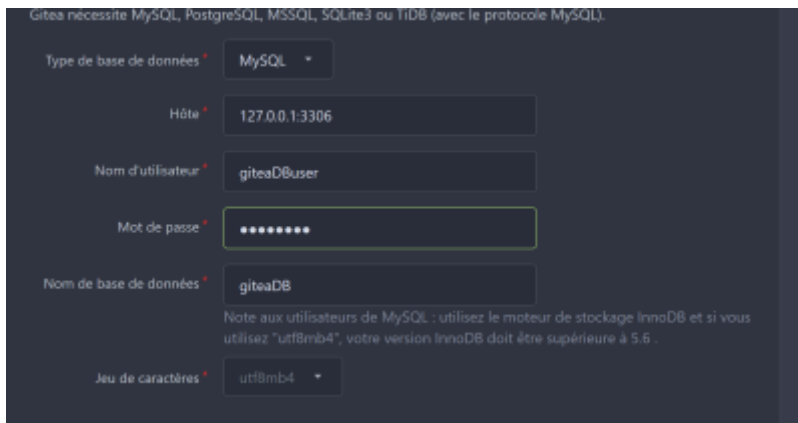 Gitea nécessite MySQL, PostgreSQL, MSSQL, SQLite3 ou TiDB (avec le protocole MySQL).
Type de base de données * MySQL
Hôte * 127.0.0.1:3306
Nom d'utilisateur * giteaDBuser
Mot de passe * ••••••••
Nom de base de données * giteaDB
Note aux utilisateurs de MySQL : utilisez le moteur de stockage InnoDB et si vous
utilisez "utf8mb4", votre version InnoDB doit être supérieure à 5.6 .
Jeu de caractères * utf8mb4